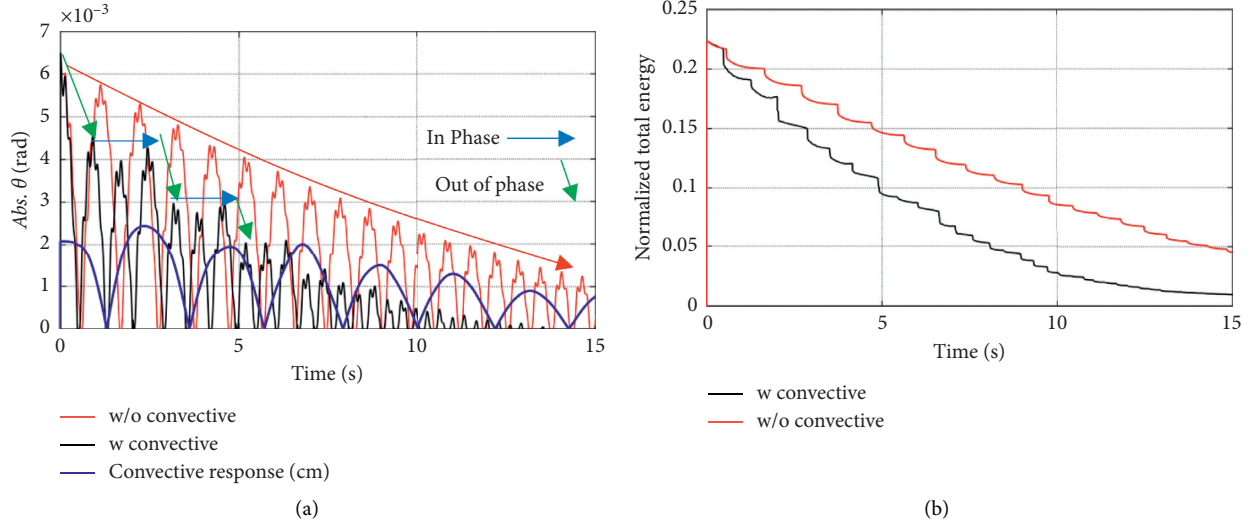 ×10⁻³
7
6
5
4
3
2
1
0
Abs. θ (rad)
In Phase
Out of phase
0
5
10
15
Time (s)
w/o convective
w convective
Convective response (cm)
(a)
0.25
0.2
0.15
0.1
0.05
0
Normalized total energy
0
5
10
15
Time (s)
w convective
w/o convective
(b)